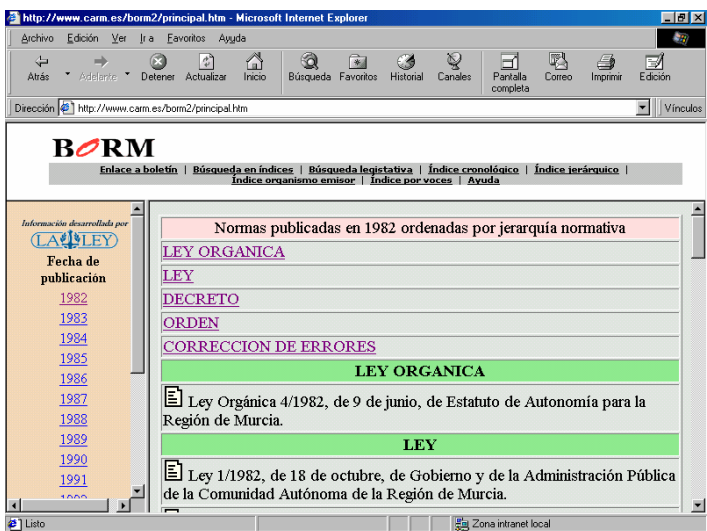 http://www.carm.es/borm2/principal.htm - Microsoft Internet Explorer
Archivo Edición Ver Ir a Favoritos Ayuda
Atrás Adelante Detener Actualizar Inicio Búsqueda Favoritos Historial Canales Pantalla completa Correo Imprimir Edición
Dirección http://www.carm.es/borm2/principal.htm Vínculos
BORM
Enlace a boletín | Búsqueda en índices | Búsqueda legistativa | Índice cronológico | Índice jerárquico |
Índice organismo emisor | Índice por voces | Ayuda
Información desarrollada por
LA LEY
Fecha de
publicación
1982
1983
1984
1985
1986
1987
1988
1989
1990
1991
1992
Normas publicadas en 1982 ordenadas por jerarquía normativa
LEY ORGANICA
LEY
DECRETO
ORDEN
CORRECCION DE ERRORES
LEY ORGANICA
Ley Orgánica 4/1982, de 9 de junio, de Estatuto de Autonomía para la
Región de Murcia.
LEY
Ley 1/1982, de 18 de octubre, de Gobierno y de la Administración Pública
de la Comunidad Autónoma de la Región de Murcia.
Listo
Zona intranet local